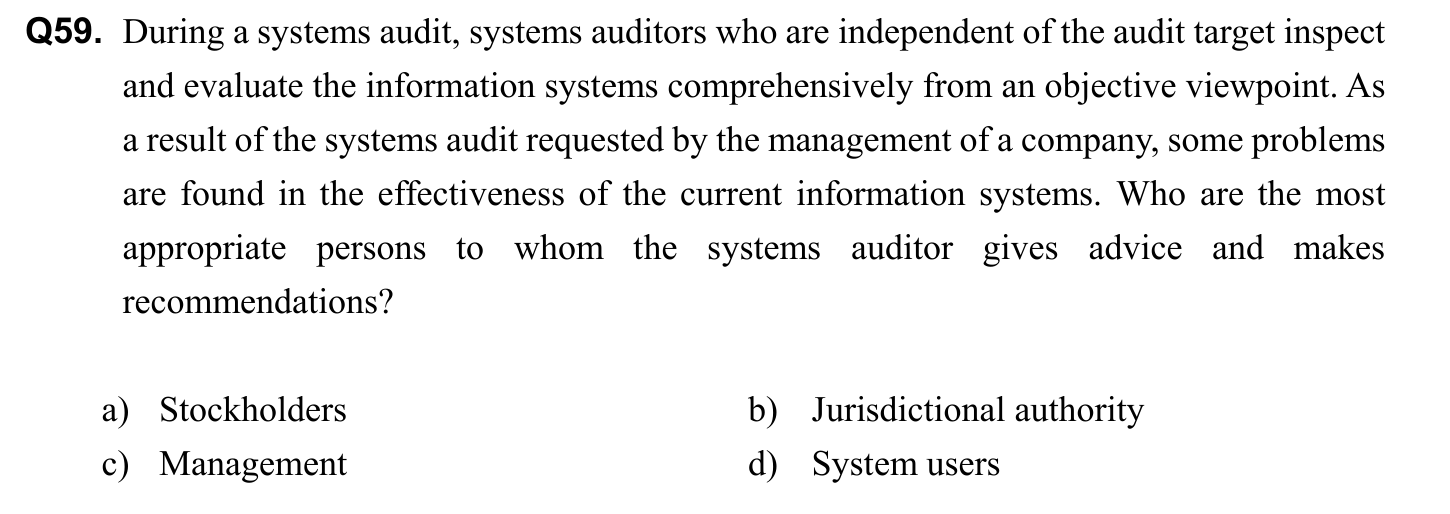 Q59. During a systems audit, systems auditors who are independent of the audit target inspect
and evaluate the information systems comprehensively from an objective viewpoint. As
a result of the systems audit requested by the management of a company, some problems
are found in the effectiveness of the current information systems. Who are the most
appropriate persons to whom the systems auditor gives advice and makes
recommendations?
a) Stockholders b) Jurisdictional authority
c) Management d) System users